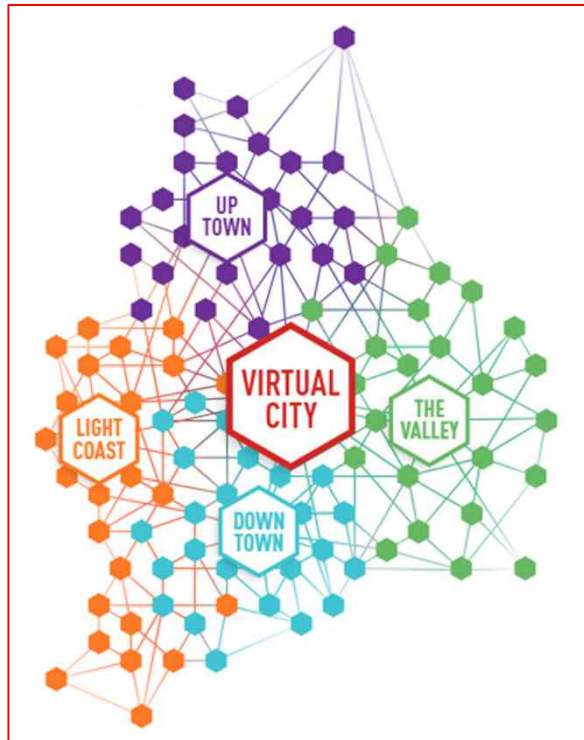 UP
TOWN
VIRTUAL
CITY
LIGHT
COAST
THE
VALLEY
DOWN
TOWN